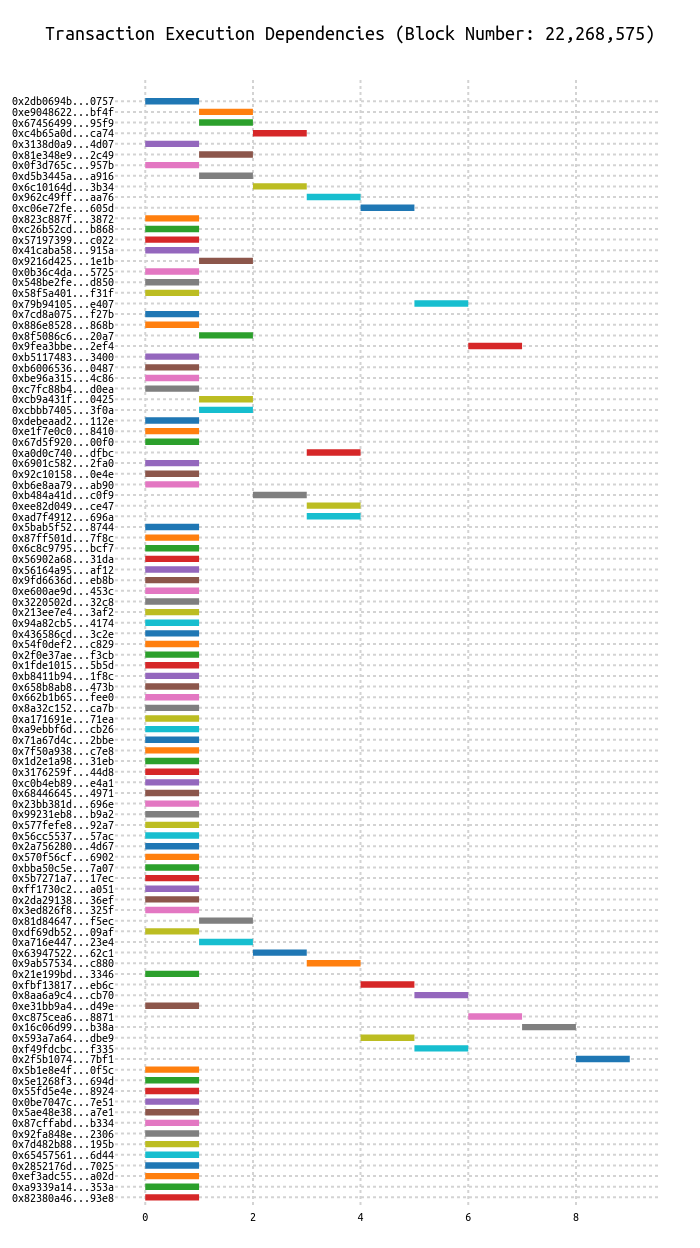 Transaction Execution Dependencies (Block Number: 22,268,575)
0x2db0694b...0757
0xe9048622...bf4f
0x67456499...95f9
0xc4b65a0d...ca74
0x3138d0a9...4d07
0x81e348e9...2c49
0x0f3d765c...957b
0xd5b3445a...a916
0x6c10164d...3b34
0x962c49ff...aa76
0xc06e72fe...605d
0x823c887f...3872
0xc26b52cd...b868
0x57197399...c022
0x41caba58...915a
0x9216d425...1e1b
0x0b36c4da...5725
0x548be2fe...d850
0x58f5a401...f31f
0x79b94105...e407
0x7cd8a075...f27b
0x886e8528...868b
0x8f5086c6...20a7
0x9fea3bbe...2ef4
0xb5117483...3400
0xb6006536...0487
0xbe96a315...4c86
0xc7fc88b4...d0ea
0xcb9a431f...0425
0xcbbb7405...3f0a
0xdebeaad2...112e
0xe1f7e0c0...8410
0x67d5f920...00f0
0xa0d0c740...dfbc
0x6901c582...2fa0
0x92c10158...0e4e
0xb6e8aa79...ab90
0xb484a41d...c0f9
0xee82d049...ce47
0xad7f4912...696a
0x5bab5f52...8744
0x87ff501d...7f8c
0x6c8c9795...bcf7
0x56902a68...31da
0x56164a95...af12
0x9fd6636d...eb8b
0xe600ae9d...453c
0x3220502d...32c8
0x213ee7e4...3af2
0x94a82cb5...4174
0x436586cd...3c2e
0x54f0def2...c829
0x2f0e37ae...f3cb
0x1fde1015...5b5d
0xb8411b94...1f8c
0x658b8ab8...473b
0x662b1b65...fee0
0x8a32c152...ca7b
0xa171691e...71ea
0xa9ebbf6d...cb26
0x71a67d4c...2bbe
0x7f50a938...c7e8
0x1d2e1a98...31eb
0x3176259f...44d8
0xc0b4eb89...e4a1
0x68446645...4971
0x23bb381d...696e
0x99231eb8...b9a2
0x577fefe8...92a7
0x56cc5537...57ac
0x2a756280...4d67
0x570f56cf...6902
0xbba50c5e...7a07
0x5b7271a7...17ec
0xff1730c2...a051
0x2da29138...36ef
0x3ed826f8...325f
0x81d84647...f5ec
0xdf69db52...09af
0xa716e447...23e4
0x63947522...62c1
0x9ab57534...c880
0x21e199bd...3346
0xfbf13817...eb6c
0x8aa6a9c4...cb70
0xe31bb9a4...d49e
0xc875cea6...8871
0x16c06d99...b38a
0x593a7a64...dbe9
0xf49fdcbc...f335
0x2f5b1074...7bf1
0x5b1e8e4f...0f5c
0x5e1268f3...694d
0x55fd5e4e...8924
0x0be7047c...7e51
0x5ae48e38...a7e1
0x87cffabd...b334
0x92fa848e...2306
0x7d482b88...195b
0x65457561...6d44
0x2852176d...7025
0xef3adc55...a02d
0xa9339a14...353a
0x82380a46...93e8
0 2 4 6 8